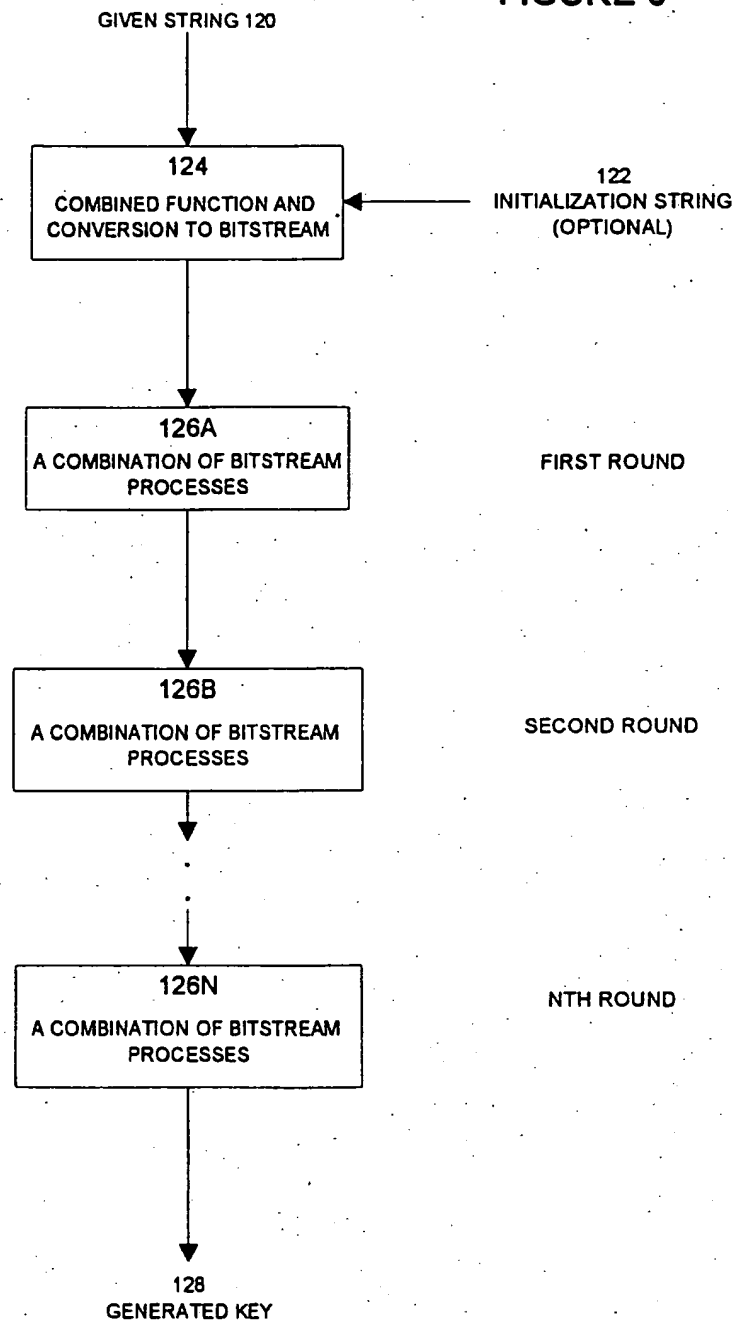 GIVEN STRING 120
124
COMBINED FUNCTION AND
CONVERSION TO BITSTREAM
122
INITIALIZATION STRING
(OPTIONAL)
126A
A COMBINATION OF BITSTREAM
PROCESSES
FIRST ROUND
126B
A COMBINATION OF BITSTREAM
PROCESSES
SECOND ROUND
126N
A COMBINATION OF BITSTREAM
PROCESSES
NTH ROUND
128
GENERATED KEY